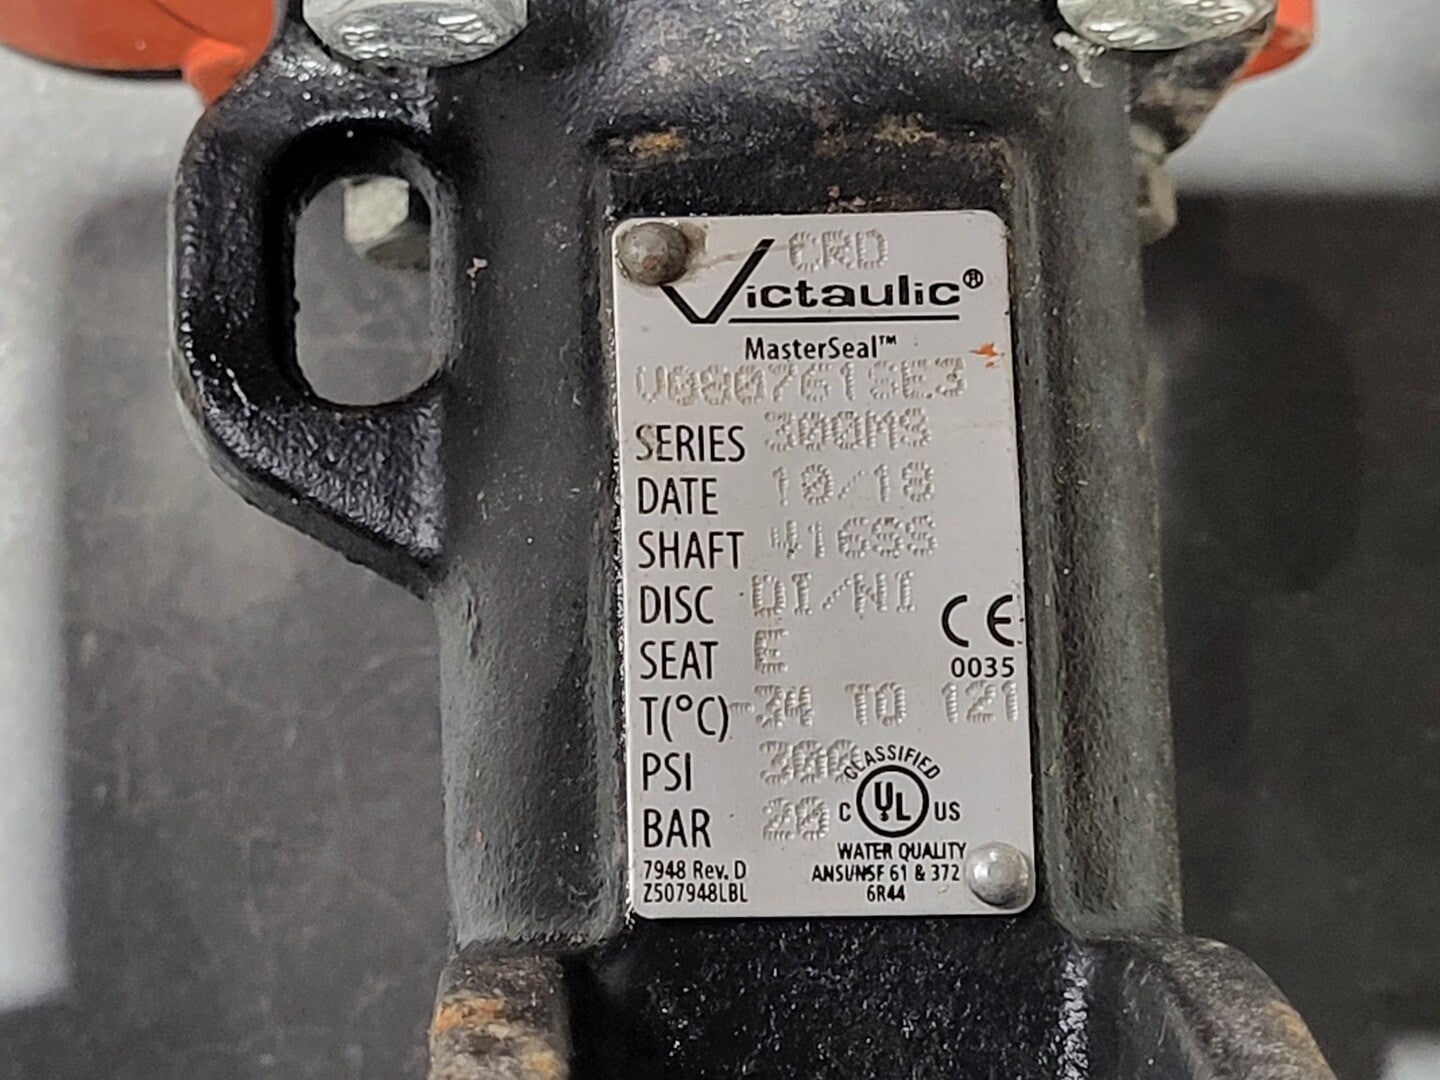 CRD
Victaulic®
MasterSeal™
V080761SE3
SERIES 300MS
DATE 10/18
SHAFT 416SS
DISC DI/NI
SEAT E
CE
0035
T(°C) -34 TO 121
PSI 300
BAR 20
CLASSIFIED
C UL US
WATER QUALITY
ANSI/NSF 61 & 372
6R44
7948 Rev. D
Z507948LBL